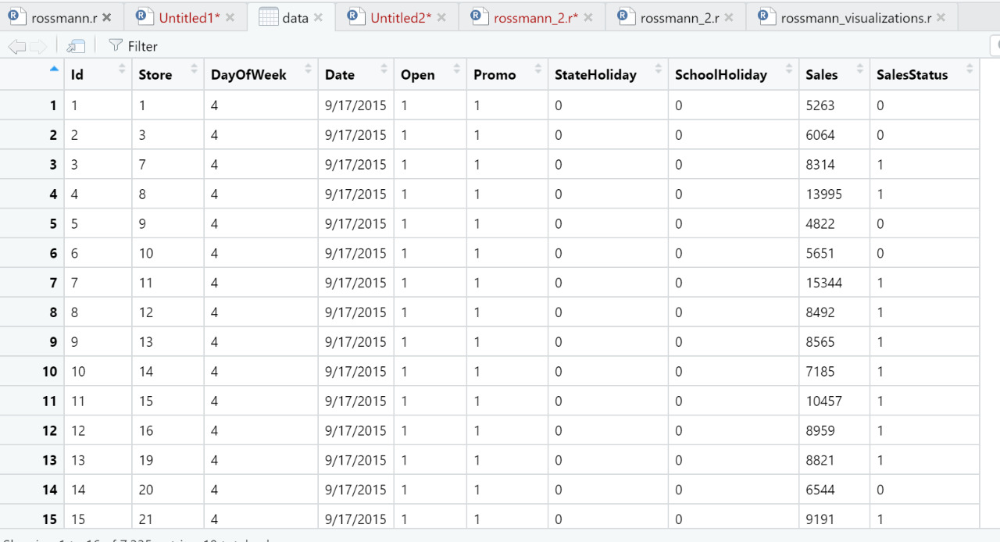 rossmann.r Untitled1* data Untitled2* rossmann_2.r* rossmann_2.r rossmann_visualizations.r
Filter
Id Store DayOfWeek Date Open Promo StateHoliday SchoolHoliday Sales SalesStatus
1 1 1 4 9/17/2015 1 1 0 0 5263 0
2 2 3 4 9/17/2015 1 1 0 0 6064 0
3 3 7 4 9/17/2015 1 1 0 0 8314 1
4 4 8 4 9/17/2015 1 1 0 0 13995 1
5 5 9 4 9/17/2015 1 1 0 0 4822 0
6 6 10 4 9/17/2015 1 1 0 0 5651 0
7 7 11 4 9/17/2015 1 1 0 0 15344 1
8 8 12 4 9/17/2015 1 1 0 0 8492 1
9 9 13 4 9/17/2015 1 1 0 0 8565 1
10 10 14 4 9/17/2015 1 1 0 0 7185 1
11 11 15 4 9/17/2015 1 1 0 0 10457 1
12 12 16 4 9/17/2015 1 1 0 0 8959 1
13 13 19 4 9/17/2015 1 1 0 0 8821 1
14 14 20 4 9/17/2015 1 1 0 0 6544 0
15 15 21 4 9/17/2015 1 1 0 0 9191 1